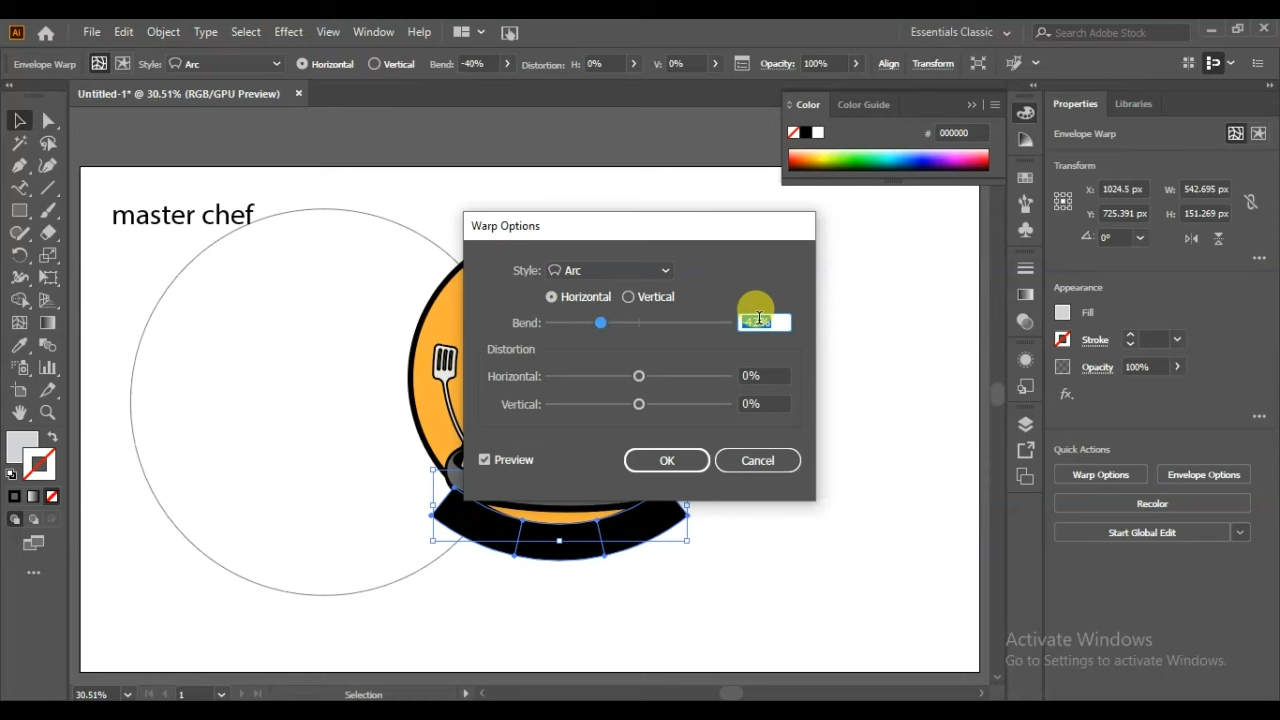 Ai File Edit Object Type Select Effect View Window Help Essentials Classic Search Adobe Stock
Envelope Warp Style: Arc Horizontal Vertical Bend: -40% Distortion: H: 0% V: 0% Opacity: 100% Align Transform
Untitled-1* @ 30.51% (RGB/GPU Preview) ×
Color Color Guide
# 000000
Properties Libraries
Envelope Warp
Transform
X: 1024.5 px W: 542.695 px
Y: 725.391 px H: 151.269 px
0°
Appearance
Fill
Stroke
Opacity 100%
fx.
Quick Actions
Warp Options Envelope Options
Recolor
Start Global Edit
master chef
Warp Options
Style: Arc
Horizontal Vertical
Bend:
Distortion
Horizontal: 0%
Vertical: 0%
Preview OK Cancel
Activate Windows
Go to Settings to activate Windows.
30.51% 1 Selection